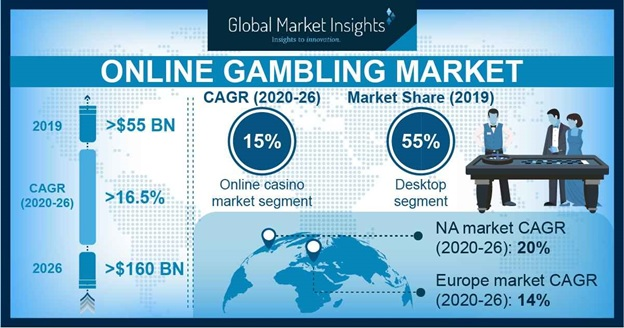 Global Market Insights
Insights to innovation.
ONLINE GAMBLING MARKET
2019
>$55 BN
CAGR
(2020-26)
>16.5%
2026
>$160 BN
CAGR (2020-26)
15%
Online casino
market segment
Market Share (2019)
55%
Desktop
segment
NA market CAGR
(2020-26): 20%
Europe market CAGR
(2020-26): 14%